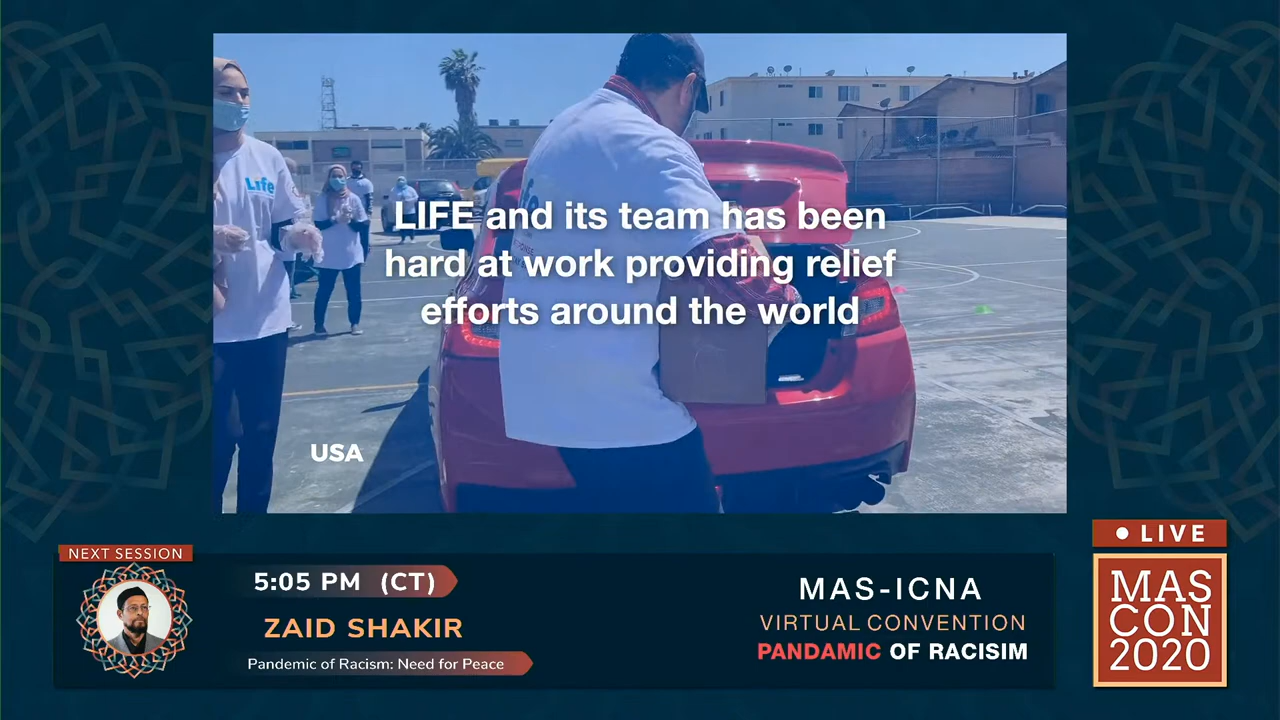 Life
LIFE and its team has been
hard at work providing relief
efforts around the world
USA
NEXT SESSION
5:05 PM (CT)
ZAID SHAKIR
Pandemic of Racism: Need for Peace
MAS-ICNA
VIRTUAL CONVENTION
PANDAMIC OF RACISIM
LIVE
MAS
CON
2020